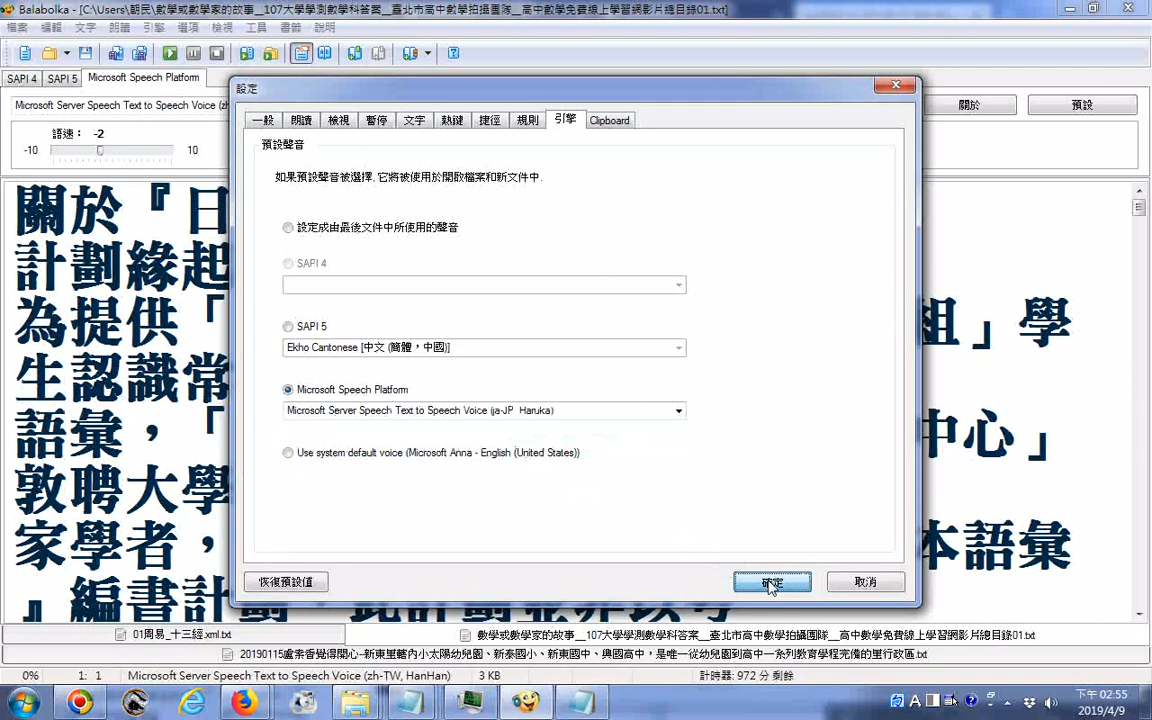 Balabolka - [C:\Users\朝民\數學或數學家的故事__107大學學測數學科答案__臺北市高中數學拍攝團隊__高中數學免費線上學習網影片總目錄01.txt]
檔案 編輯 文字 朗讀 引擎 選項 檢視 工具 書籤 說明
SAPI 4 SAPI 5 Microsoft Speech Platform
設定
Microsoft Server Speech Text to Speech Voice (zh
關於 預設
一般 朗讀 檢視 暫停 文字 熱鍵 捷徑 規則 引擎 Clipboard
語速： -2
-10 10
預設聲音
如果預設聲音被選擇. 它將被使用於開啟檔案和新文件中.
設定成由最後文件中所使用的聲音
SAPI 4
SAPI 5
Ekho Cantonese [中文 (簡體，中國)]
Microsoft Speech Platform
Microsoft Server Speech Text to Speech Voice (ja-JP Haruka)
Use system default voice (Microsoft Anna - English (United States))
恢復預設值 確定 取消
關於『日
計劃緣起
為提供「 組」學
生認識常
語彙，「 中心」
敦聘大學
家學者， 本語彙
』編書計劃，此計劃並非以考
01周易_十三經.xml.txt 數學或數學家的故事__107大學學測數學科答案__臺北市高中數學拍攝團隊__高中數學免費線上學習網影片總目錄01.txt
20190115盧素香覺得開心-新東里轄內小太陽幼兒園、新泰國小、新東國中、興國高中，是唯一從幼兒園到高中一系列教育學程完備的里行政區.txt
0% 1: 1 Microsoft Server Speech Text to Speech Voice (zh-TW, HanHan) 3 KB 計時器: 972 分 剩餘
下午 02:55
2019/4/9